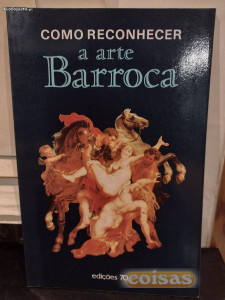 COMO RECONHECER
a arte
Barroca
edições 70
coisas